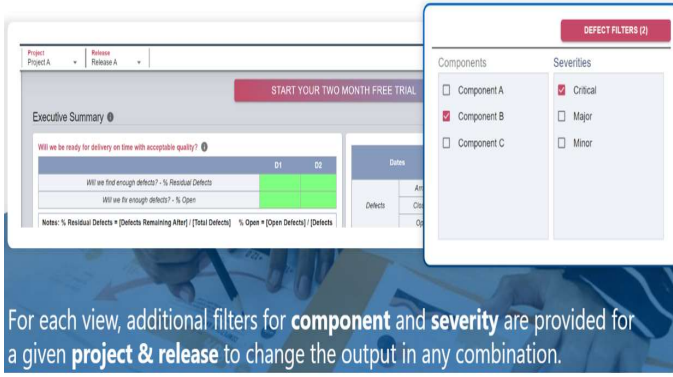 DEFECT FILTERS (2)
Project
Project A
Release
Release A
START YOUR TWO MONTH FREE TRIAL
Executive Summary
Will we be ready for delivery on time with acceptable quality?
D1 D2
Will we find enough defects? - % Residual Defects
Will we fix enough defects? - % Open
Notes: % Residual Defects = [Defects Remaining After] / [Total Defects] % Open = [Open Defects] / [Defects
Dates
Defects
Components
Component A
Component B
Component C
Severities
Critical
Major
Minor
For each view, additional filters for component and severity are provided for
a given project & release to change the output in any combination.